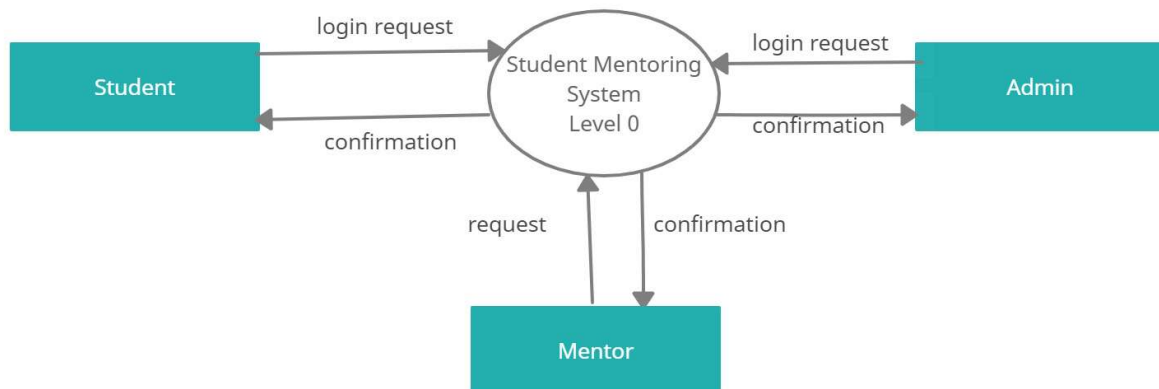 login request
login request
Student
Student Mentoring
System
Level 0
Admin
confirmation
confirmation
request
confirmation
Mentor